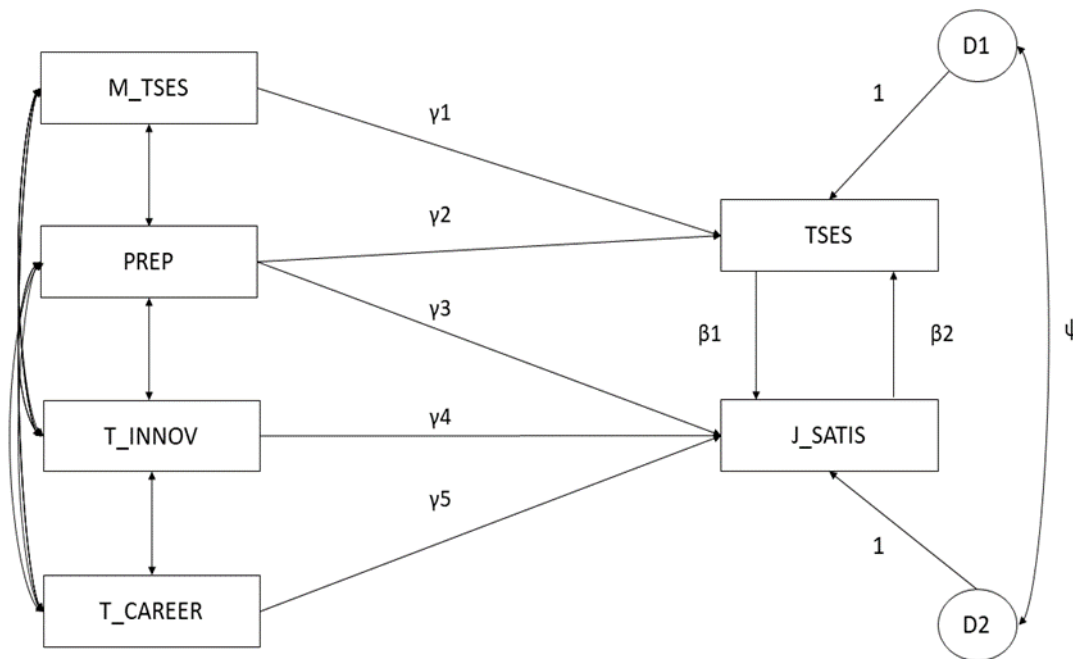 M_TSES
PREP
T_INNOV
T_CAREER
γ1
γ2
γ3
γ4
γ5
TSES
β1
β2
J_SATIS
D1
1
ψ
1
D2